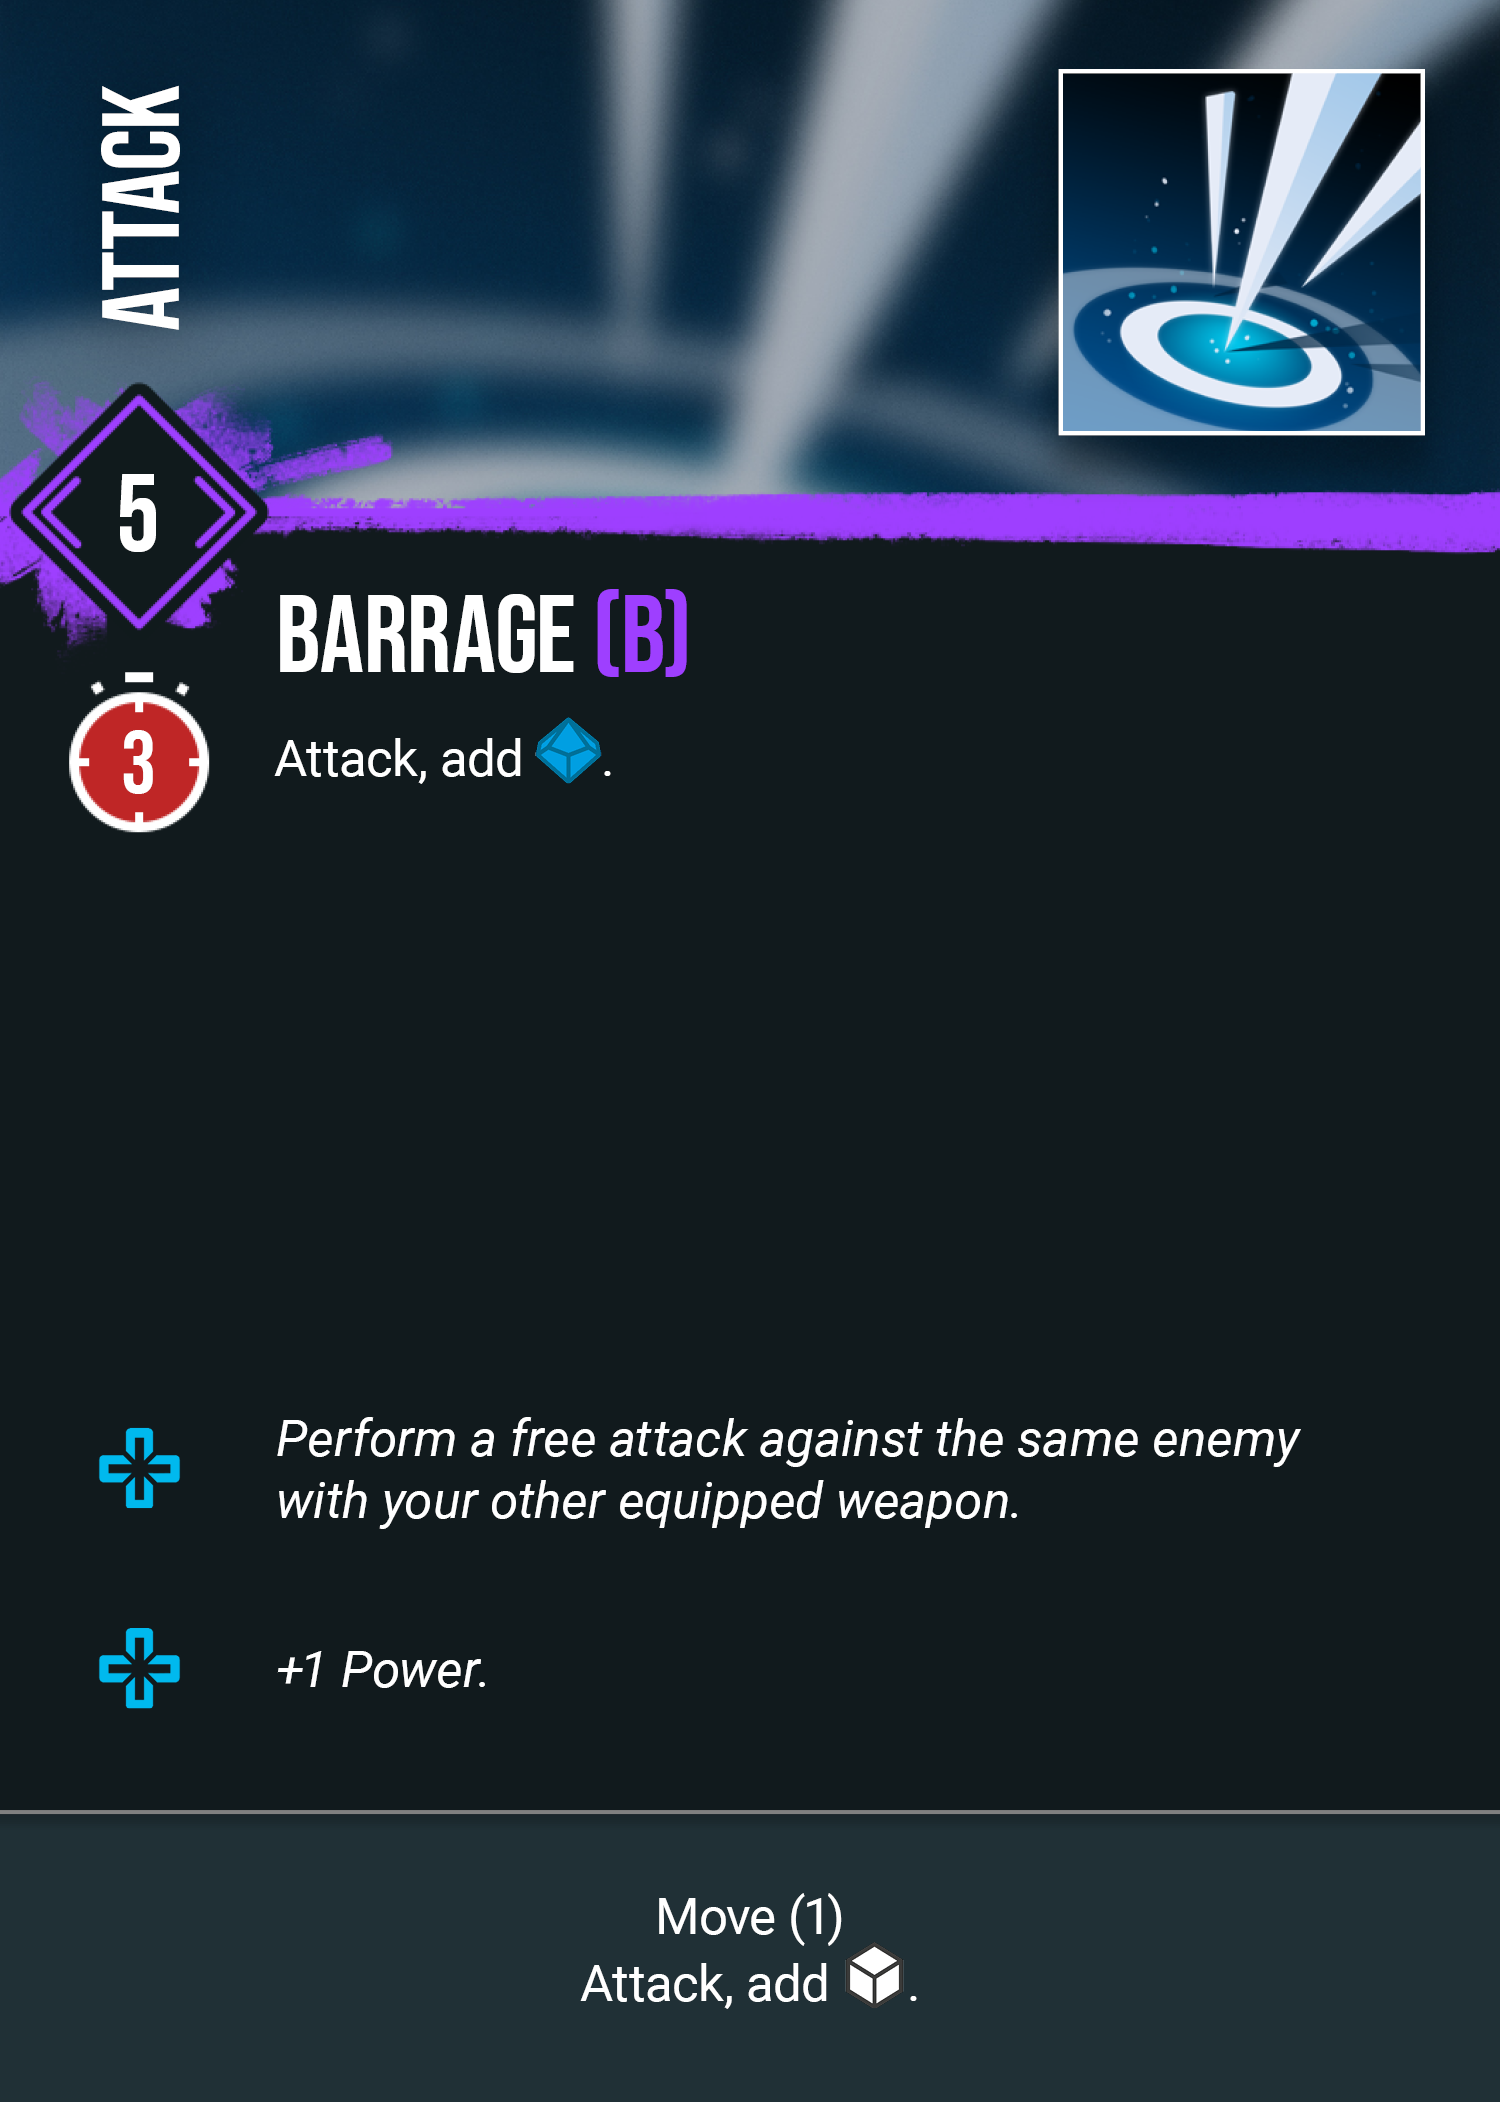 ATTACK
5
BARRAGE (B)
3
Attack, add .
Perform a free attack against the same enemy
with your other equipped weapon.
+1 Power.
Move (1)
Attack, add .